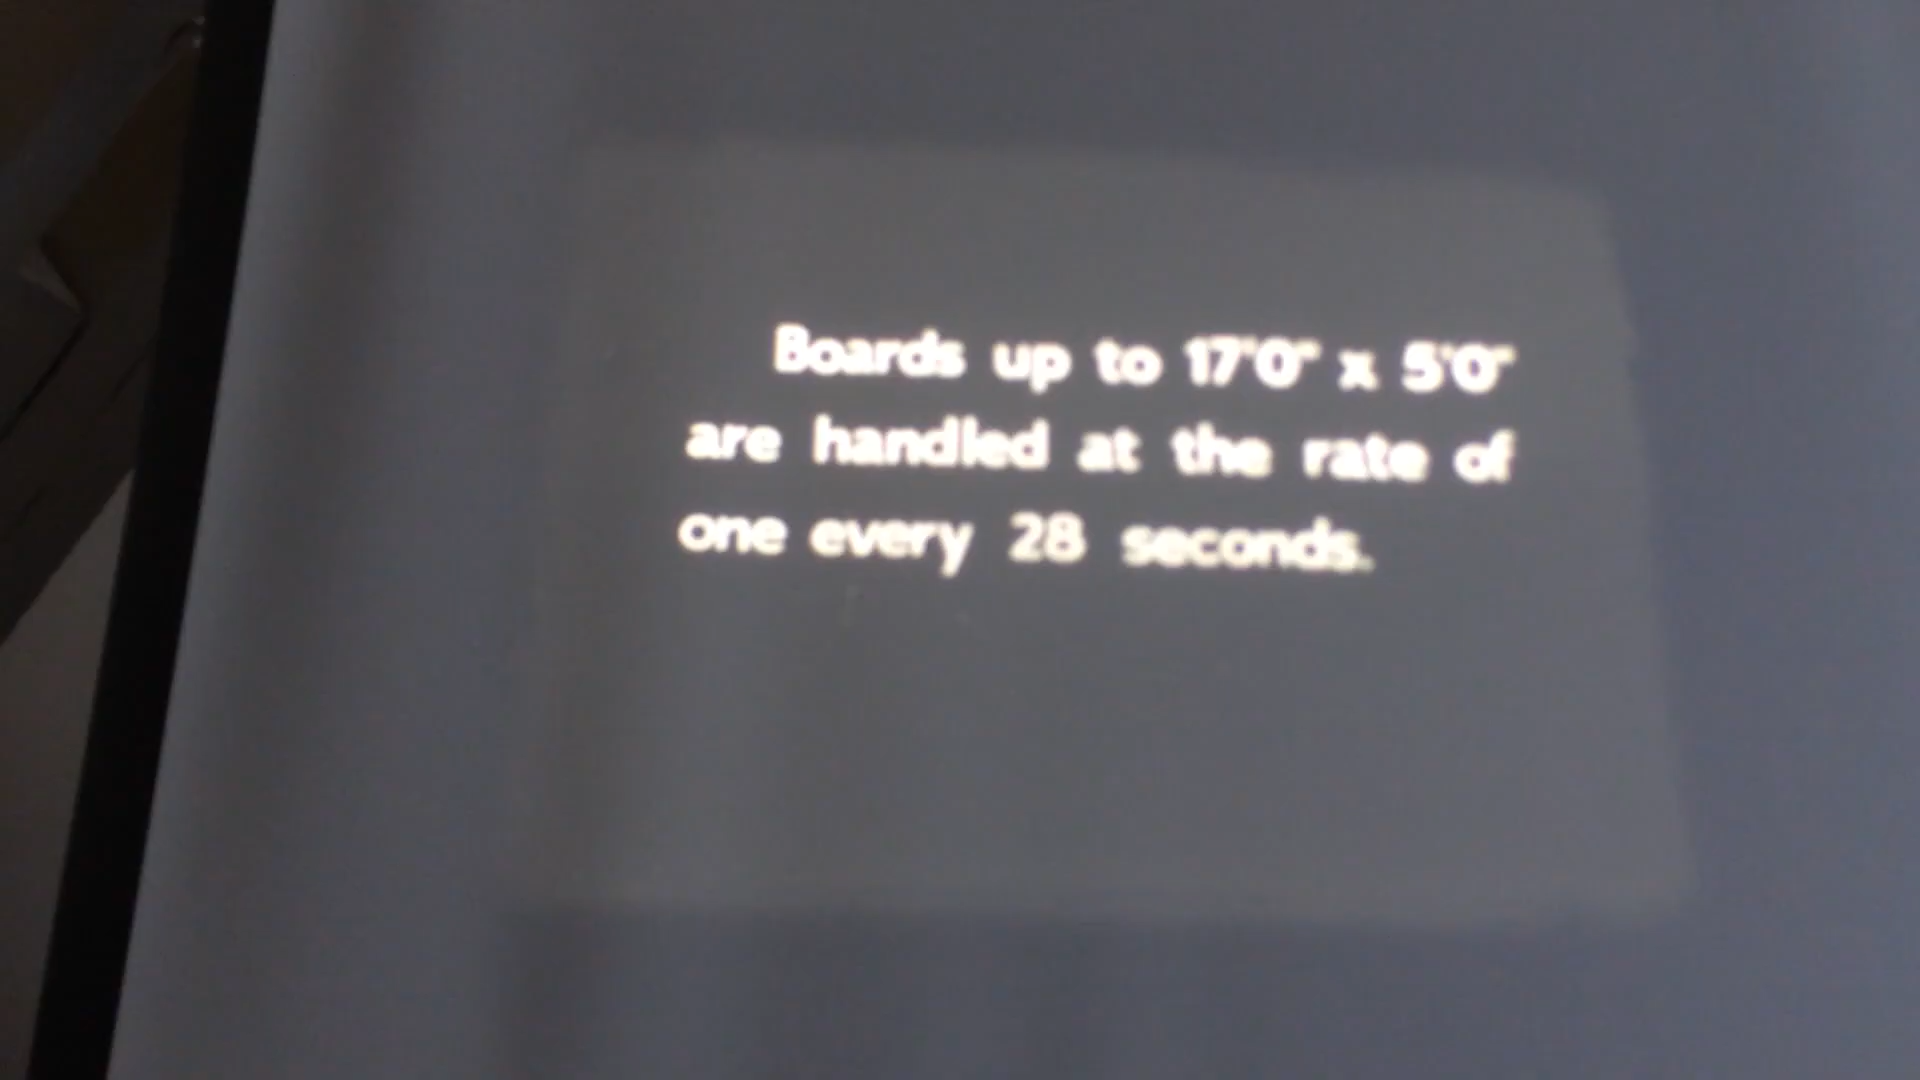 Boards up to 17'0" x 5'0"
are handled at the rate of
one every 28 seconds.